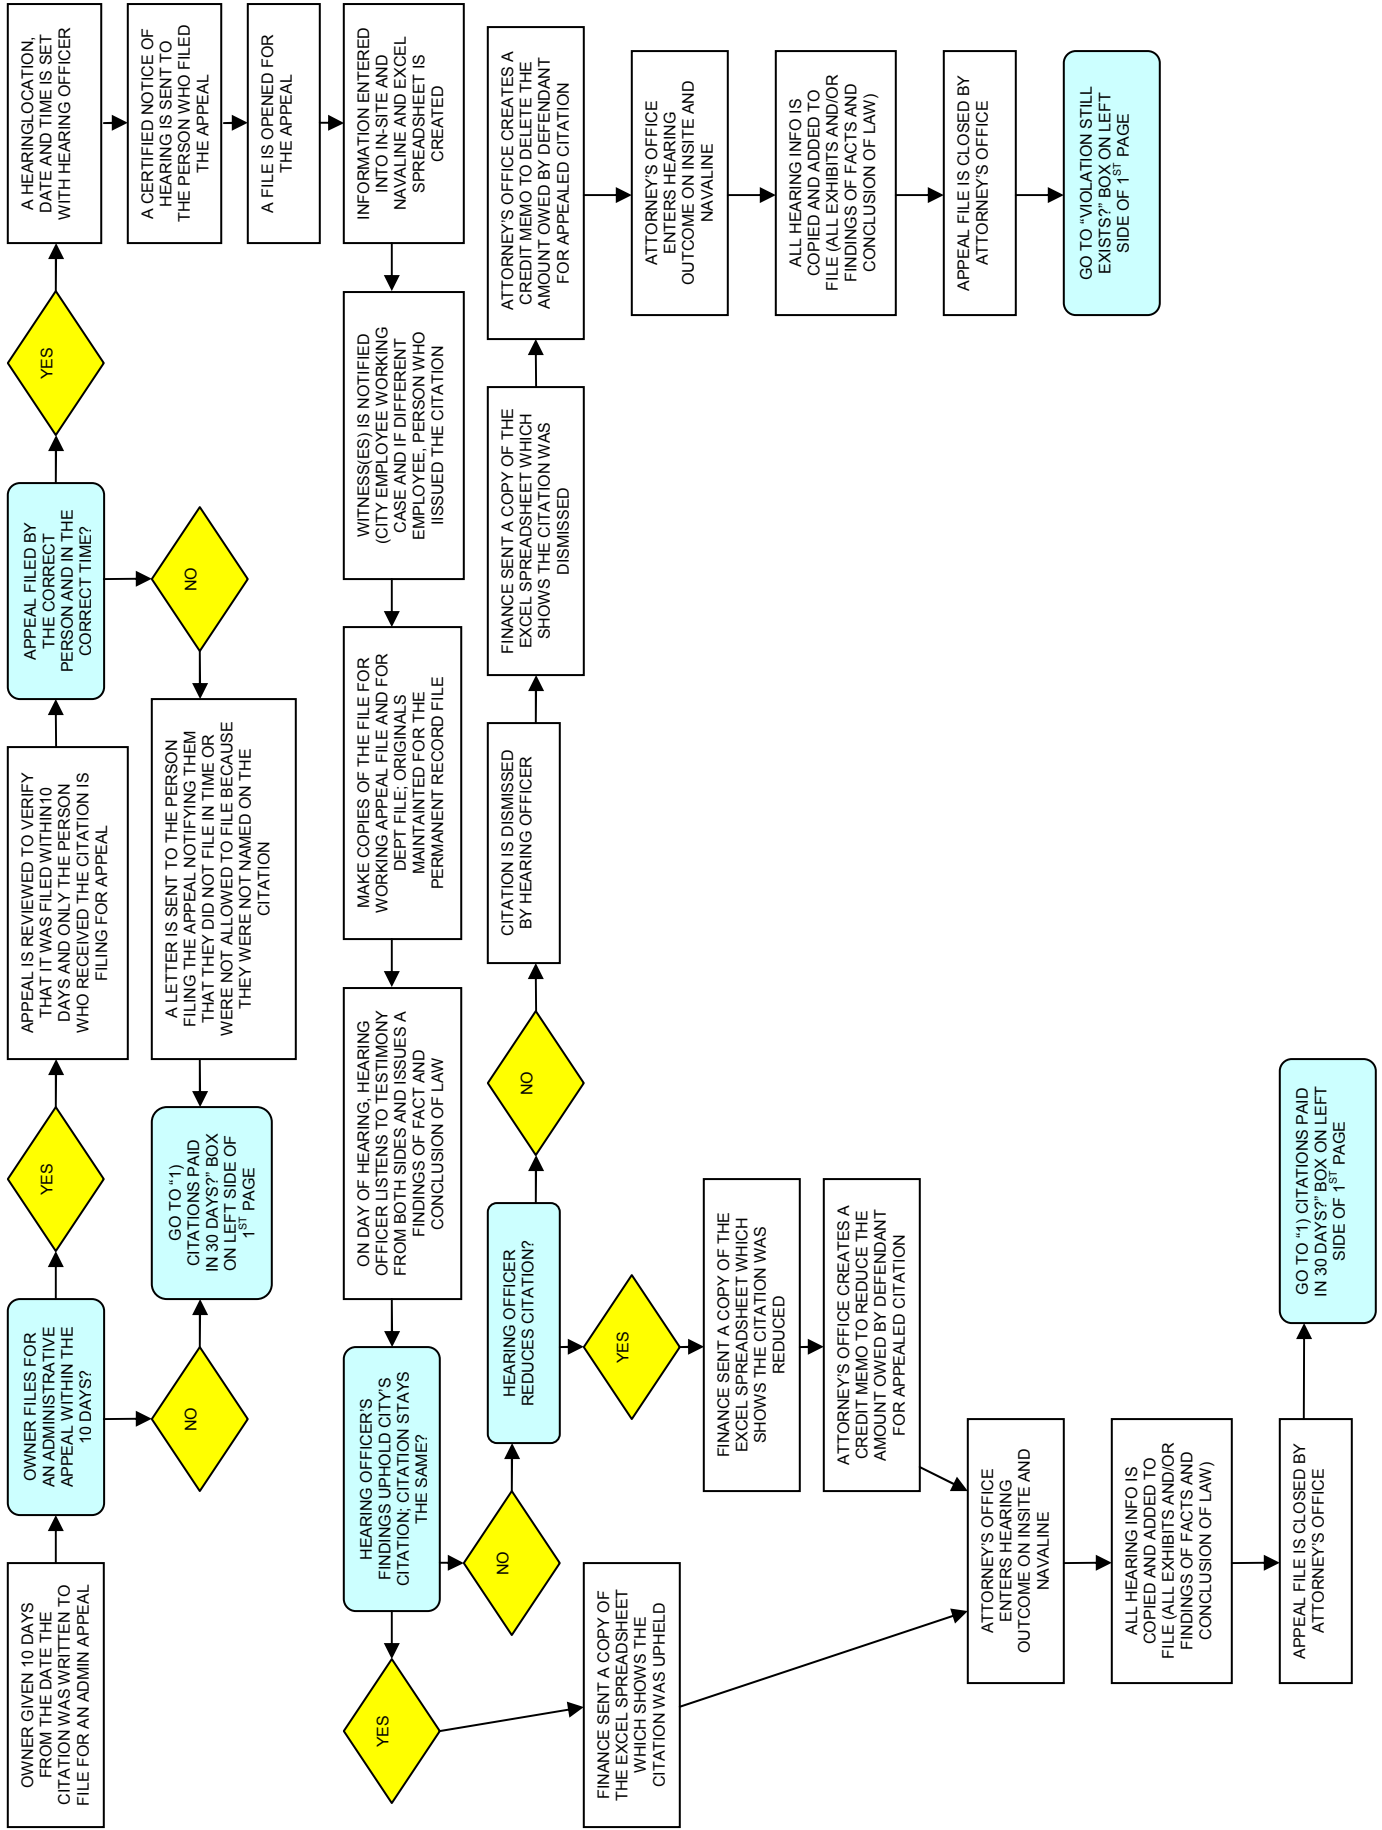 OWNER GIVEN 10 DAYS
FROM THE DATE THE
CITATION WAS WRITTEN TO
FILE FOR AN ADMIN APPEAL
OWNER FILES FOR
AN ADMINISTRATIVE
APPEAL WITHIN THE
10 DAYS?
YES
APPEAL IS REVIEWED TO VERIFY
THAT IT WAS FILED WITHIN10
DAYS AND ONLY THE PERSON
WHO RECEIVED THE CITATION IS
FILING FOR APPEAL
APPEAL FILED BY
THE CORRECT
PERSON AND IN THE
CORRECT TIME?
YES
A HEARINGLOCATION,
DATE AND TIME IS SET
WITH HEARING OFFICER
NO
GO TO “1)
CITATIONS PAID
IN 30 DAYS?” BOX
ON LEFT SIDE OF
1ST PAGE
A LETTER IS SENT TO THE PERSON
FILING THE APPEAL NOTIFYING THEM
THAT THEY DID NOT FILE IN TIME OR
WERE NOT ALLOWED TO FILE BECAUSE
THEY WERE NOT NAMED ON THE
CITATION
NO
A CERTIFIED NOTICE OF
HEARING IS SENT TO
THE PERSON WHO FILED
THE APPEAL
A FILE IS OPENED FOR
THE APPEAL
INFORMATION ENTERED
INTO IN-SITE AND
NAVALINE AND EXCEL
SPREADSHEET IS
CREATED
WITNESS(ES) IS NOTIFIED
(CITY EMPLOYEE WORKING
CASE AND IF DIFFERENT
EMPLOYEE, PERSON WHO
IISSUED THE CITATION
MAKE COPIES OF THE FILE FOR
WORKING APPEAL FILE AND FOR
DEPT FILE; ORIGINALS
MAINTAINTED FOR THE
PERMANENT RECORD FILE
ON DAY OF HEARING, HEARING
OFFICER LISTENS TO TESTIMONY
FROM BOTH SIDES AND ISSUES A
FINDINGS OF FACT AND
CONCLUSION OF LAW
HEARING OFFICER’S
FINDINGS UPHOLD CITY’S
CITATION; CITATION STAYS
THE SAME?
YES
NO
HEARING OFFICER
REDUCES CITATION?
NO
CITATION IS DISMISSED
BY HEARING OFFICER
FINANCE SENT A COPY OF THE
EXCEL SPREADSHEET WHICH
SHOWS THE CITATION WAS
DISMISSED
ATTORNEY’S OFFICE CREATES A
CREDIT MEMO TO DELETE THE
AMOUNT OWED BY DEFENDANT
FOR APPEALED CITATION
FINANCE SENT A COPY OF
THE EXCEL SPREADSHEET
WHICH SHOWS THE
CITATION WAS UPHELD
YES
ATTORNEY’S OFFICE
ENTERS HEARING
OUTCOME ON INSITE AND
NAVALINE
FINANCE SENT A COPY OF THE
EXCEL SPREADSHEET WHICH
SHOWS THE CITATION WAS
REDUCED
ALL HEARING INFO IS
COPIED AND ADDED TO
FILE (ALL EXHIBITS AND/OR
FINDINGS OF FACTS AND
CONCLUSION OF LAW)
ATTORNEY’S OFFICE CREATES A
CREDIT MEMO TO REDUCE THE
AMOUNT OWED BY DEFENDANT
FOR APPEALED CITATION
APPEAL FILE IS CLOSED BY
ATTORNEY’S OFFICE
ATTORNEY’S OFFICE
ENTERS HEARING
OUTCOME ON INSITE AND
NAVALINE
GO TO “VIOLATION STILL
EXISTS?” BOX ON LEFT
SIDE OF 1ST PAGE
ALL HEARING INFO IS
COPIED AND ADDED TO
FILE (ALL EXHIBITS AND/OR
FINDINGS OF FACTS AND
CONCLUSION OF LAW)
APPEAL FILE IS CLOSED BY
ATTORNEY’S OFFICE
GO TO “1) CITATIONS PAID
IN 30 DAYS?” BOX ON LEFT
SIDE OF 1ST PAGE